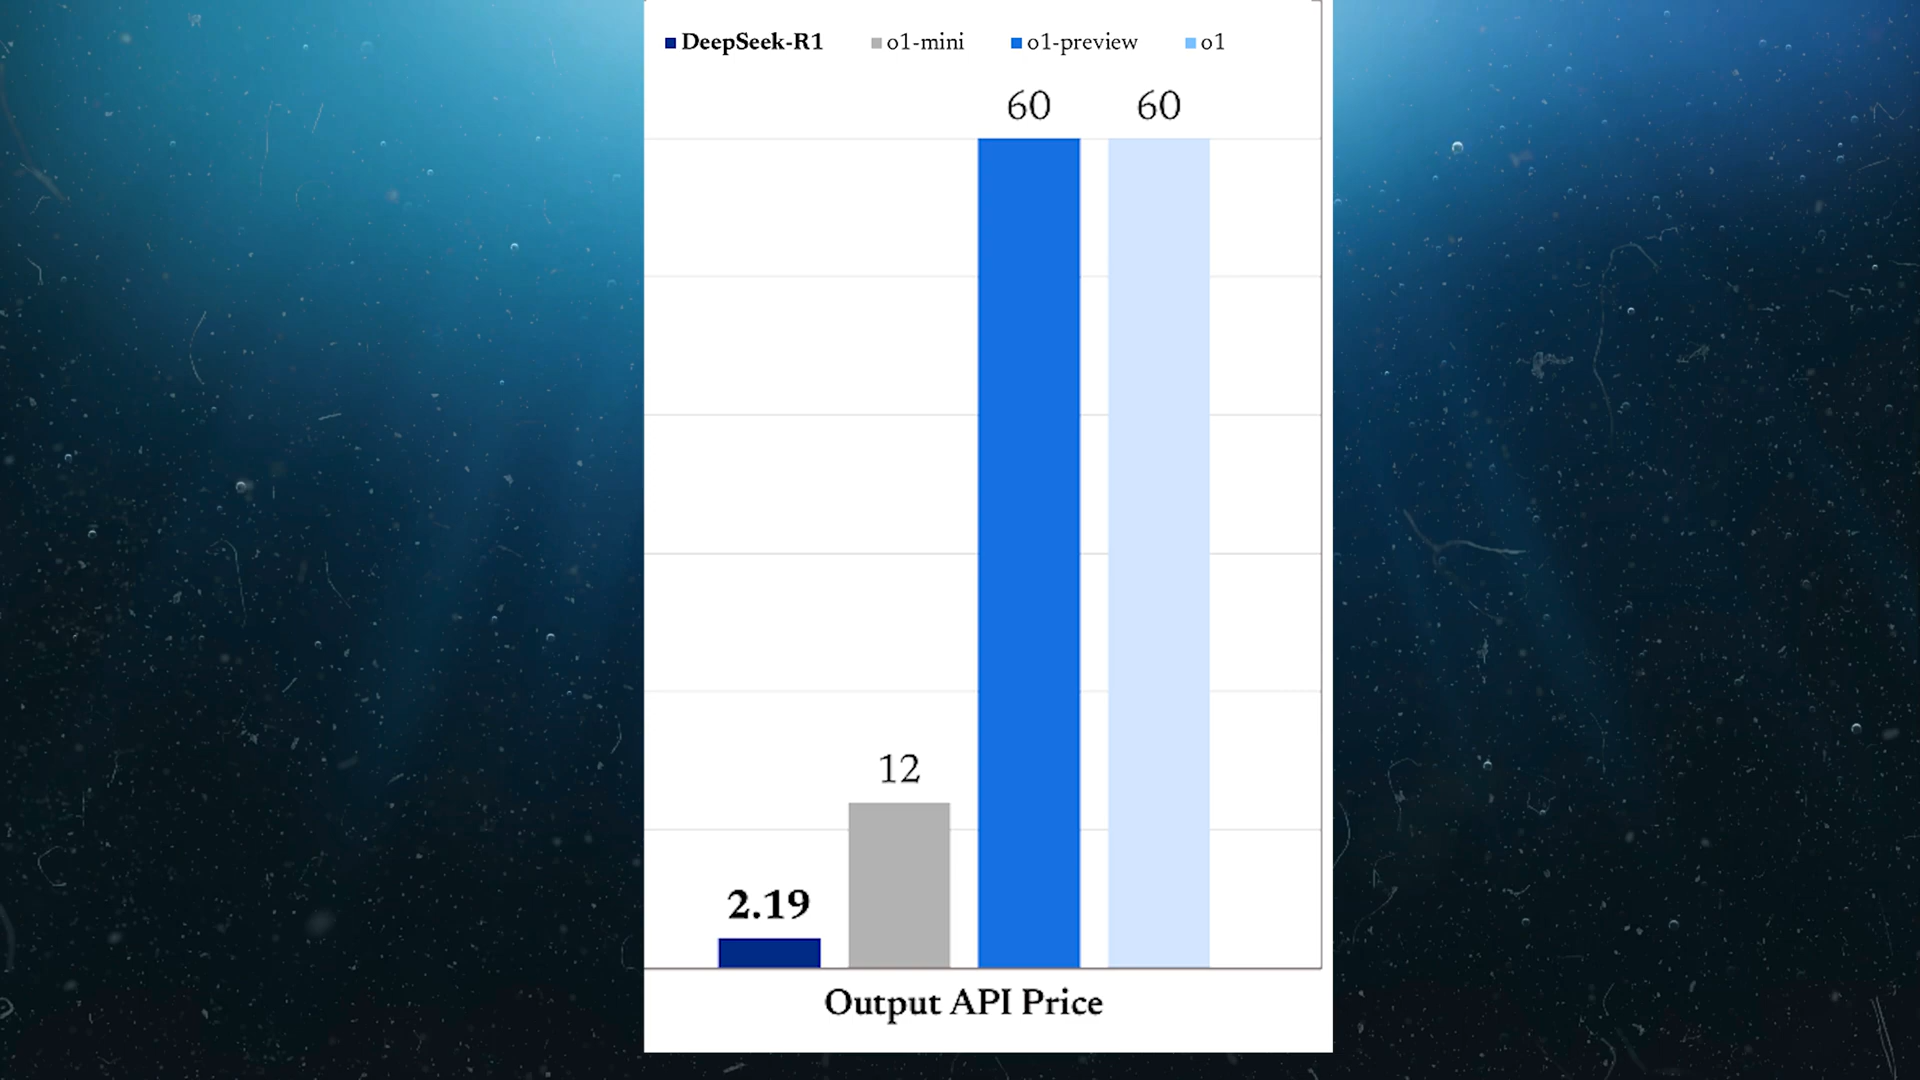 DeepSeek-R1 o1-mini o1-preview o1
60 60
12
2.19
Output API Price